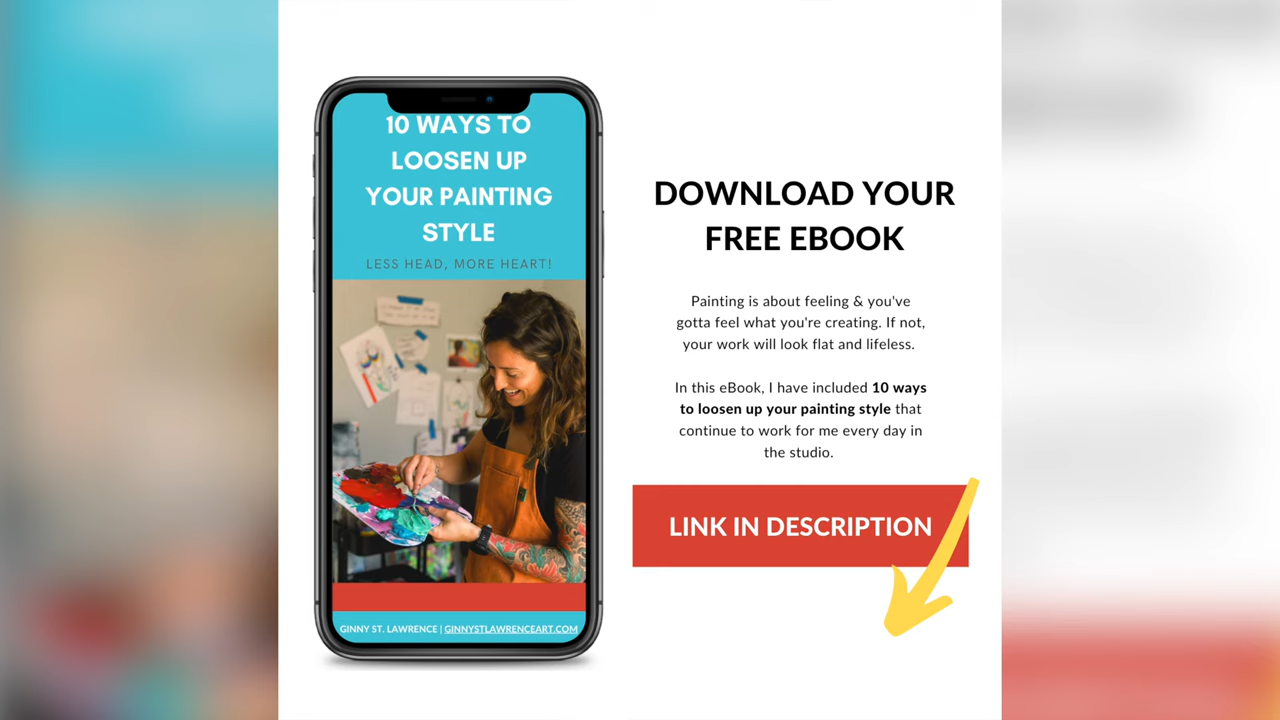 10 WAYS TO
LOOSEN UP
YOUR PAINTING
STYLE
LESS HEAD, MORE HEART!
GINNY ST. LAWRENCE | GINNYSTLAWRENCEART.COM
DOWNLOAD YOUR
FREE EBOOK
Painting is about feeling & you've
gotta feel what you're creating. If not,
your work will look flat and lifeless.
In this eBook, I have included 10 ways
to loosen up your painting style that
continue to work for me every day in
the studio.
LINK IN DESCRIPTION